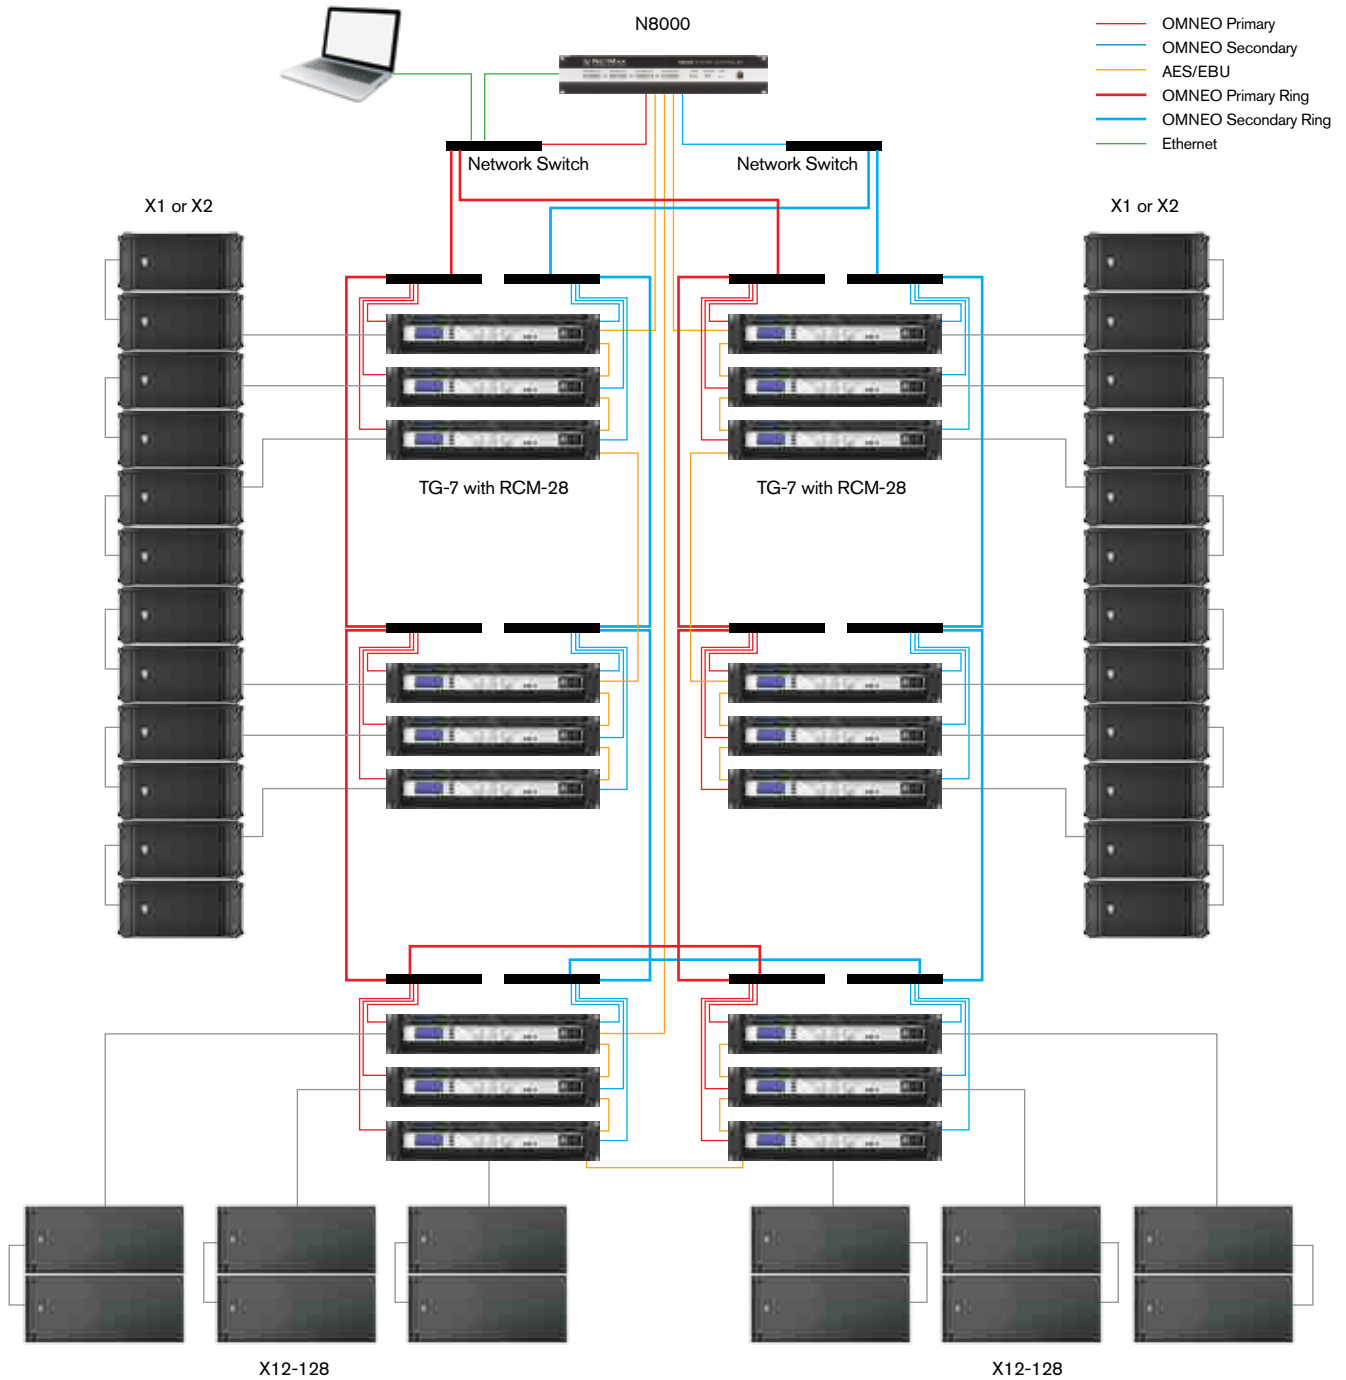 N8000
OMNEO Primary
OMNEO Secondary
AES/EBU
OMNEO Primary Ring
OMNEO Secondary Ring
Ethernet
NETMAX
Network Switch
Network Switch
X1 or X2
X1 or X2
TG-7 with RCM-28
TG-7 with RCM-28
X12-128
X12-128